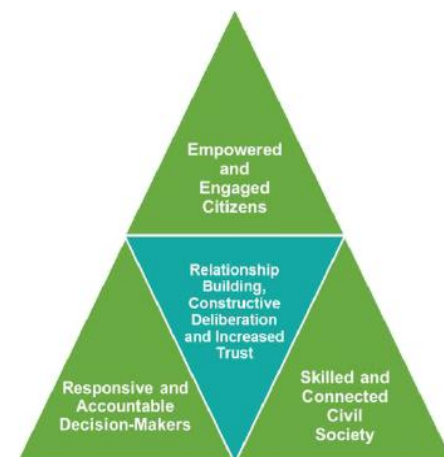 Empowered
and
Engaged
Citizens
Relationship
Building,
Constructive
Deliberation
and Increased
Trust
Responsive and
Accountable
Decision-Makers
Skilled and
Connected
Civil
Society